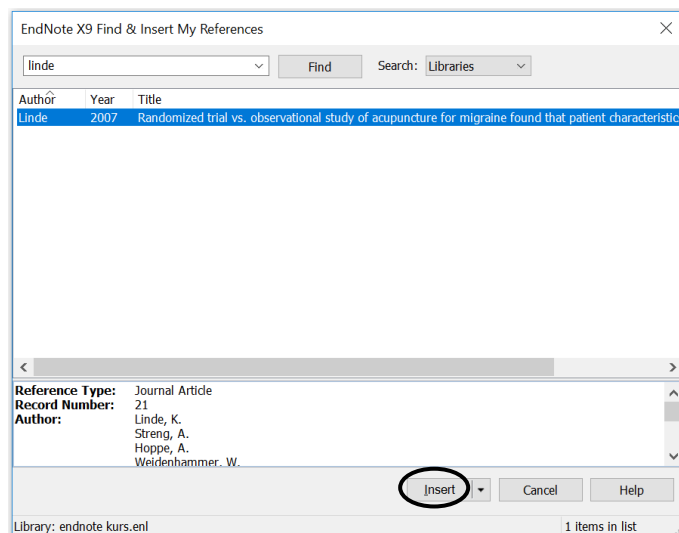 EndNote X9 Find & Insert My References
linde Find Search: Libraries
Author Year Title
Linde 2007 Randomized trial vs. observational study of acupuncture for migraine found that patient characteristic
Reference Type: Journal Article
Record Number: 21
Author: Linde, K.
Streng, A.
Hoppe, A.
Weidenhammer, W.
Insert Cancel Help
Library: endnote kurs.enl 1 items in list